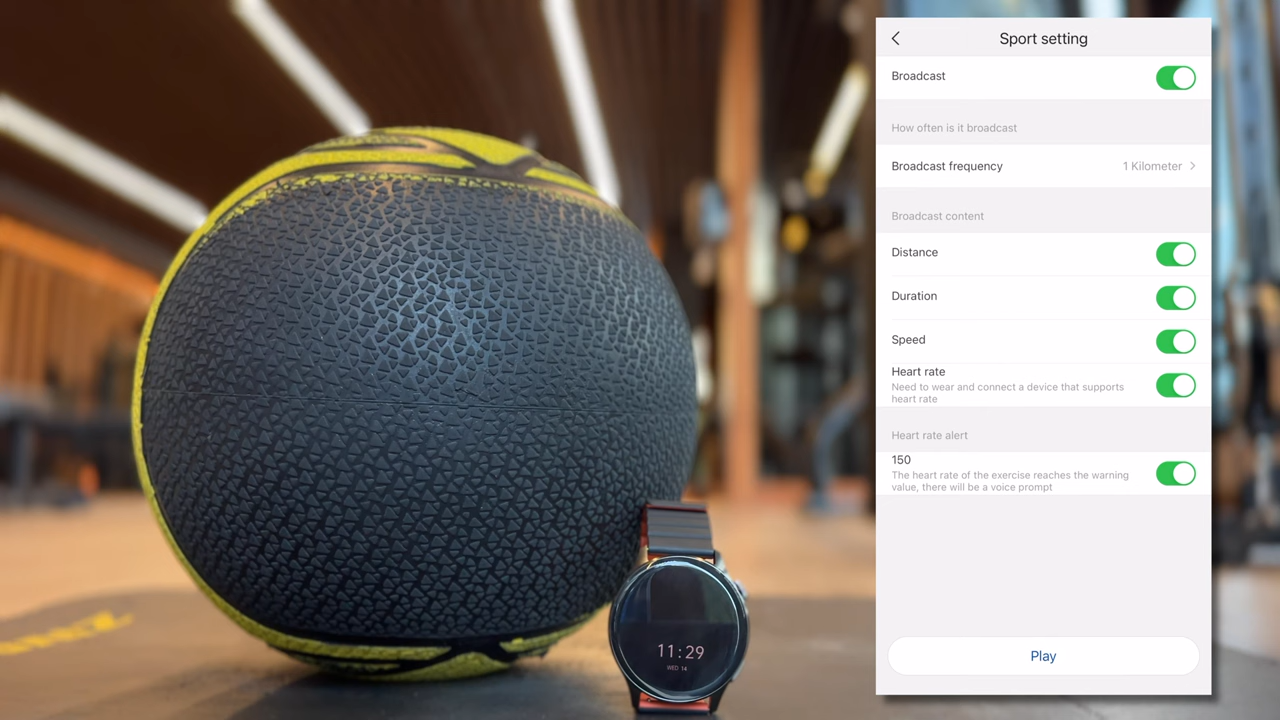 Sport setting
Broadcast
How often is it broadcast
Broadcast frequency 1 Kilometer
Broadcast content
Distance
Duration
Speed
Heart rate
Need to wear and connect a device that supports
heart rate
Heart rate alert
150
The heart rate of the exercise reaches the warning
value, there will be a voice prompt
Play
11:29
WED 14